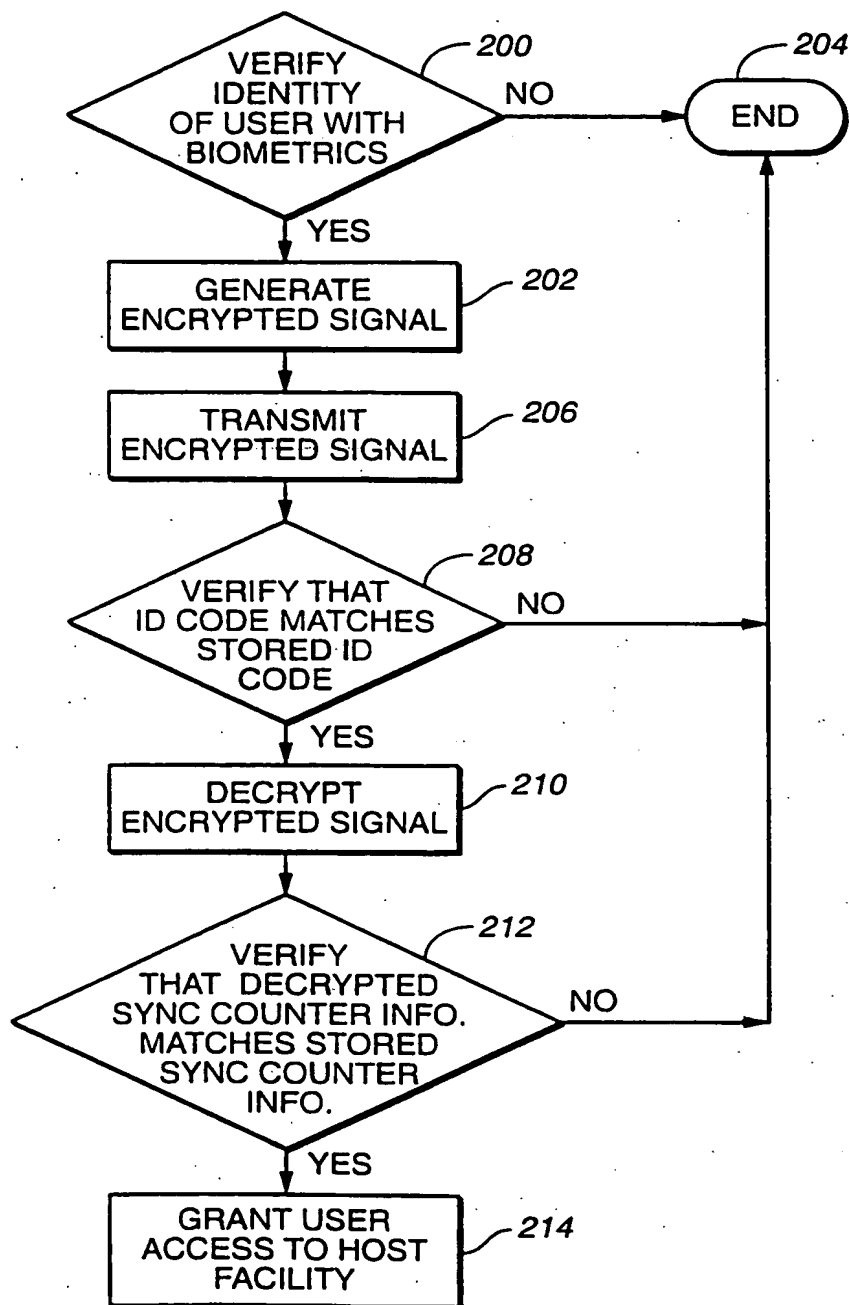 200
204
VERIFY
IDENTITY
OF USER WITH
BIOMETRICS
NO
END
YES
202
GENERATE
ENCRYPTED SIGNAL
206
TRANSMIT
ENCRYPTED SIGNAL
208
VERIFY THAT
ID CODE MATCHES
STORED ID
CODE
NO
YES
210
DECRYPT
ENCRYPTED SIGNAL
212
VERIFY
THAT DECRYPTED
SYNC COUNTER INFO.
MATCHES STORED
SYNC COUNTER
INFO.
NO
YES
214
GRANT USER
ACCESS TO HOST
FACILITY